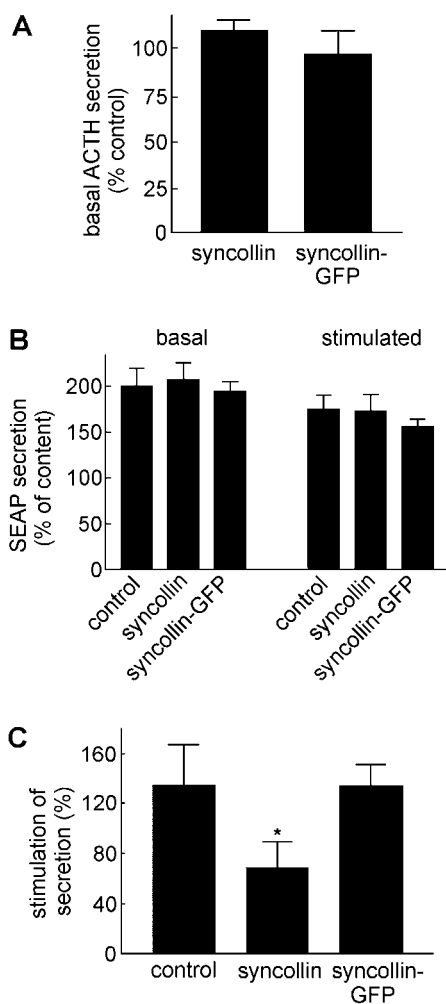 A
basal ACTH secretion
(% control)
100
75
50
25
0
syncollin
syncollin-
GFP
B
basal
stimulated
SEAP secretion
(% of content)
200
150
100
50
0
control
syncollin
syncollin-GFP
control
syncollin
syncollin-GFP
C
stimulation of
secretion (%)
160
120
80
40
0
*
control
syncollin
syncollin-
GFP